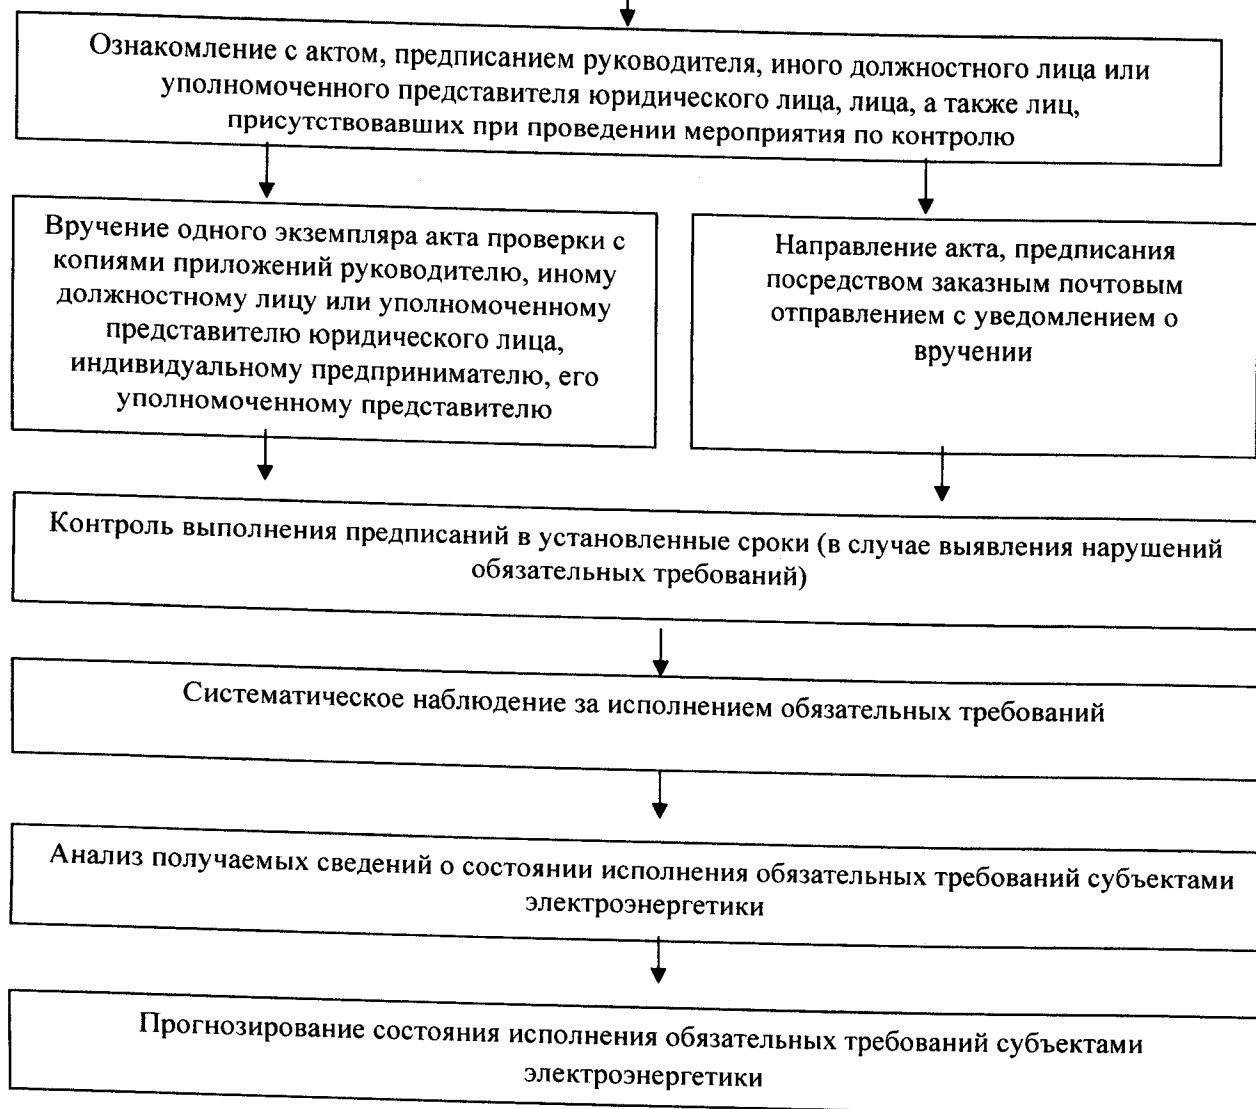 Ознакомление с актом, предписанием руководителя, иного должностного лица или
уполномоченного представителя юридического лица, лица, а также лиц,
присутствовавших при проведении мероприятия по контролю
Вручение одного экземпляра акта проверки с
копиями приложений руководителю, иному
должностному лицу или уполномоченному
представителю юридического лица,
индивидуальному предпринимателю, его
уполномоченному представителю
Направление акта, предписания
посредством заказным почтовым
отправлением с уведомлением о
вручении
Контроль выполнения предписаний в установленные сроки (в случае выявления нарушений
обязательных требований)
Систематическое наблюдение за исполнением обязательных требований
Анализ получаемых сведений о состоянии исполнения обязательных требований субъектами
электроэнергетики
Прогнозирование состояния исполнения обязательных требований субъектами
электроэнергетики